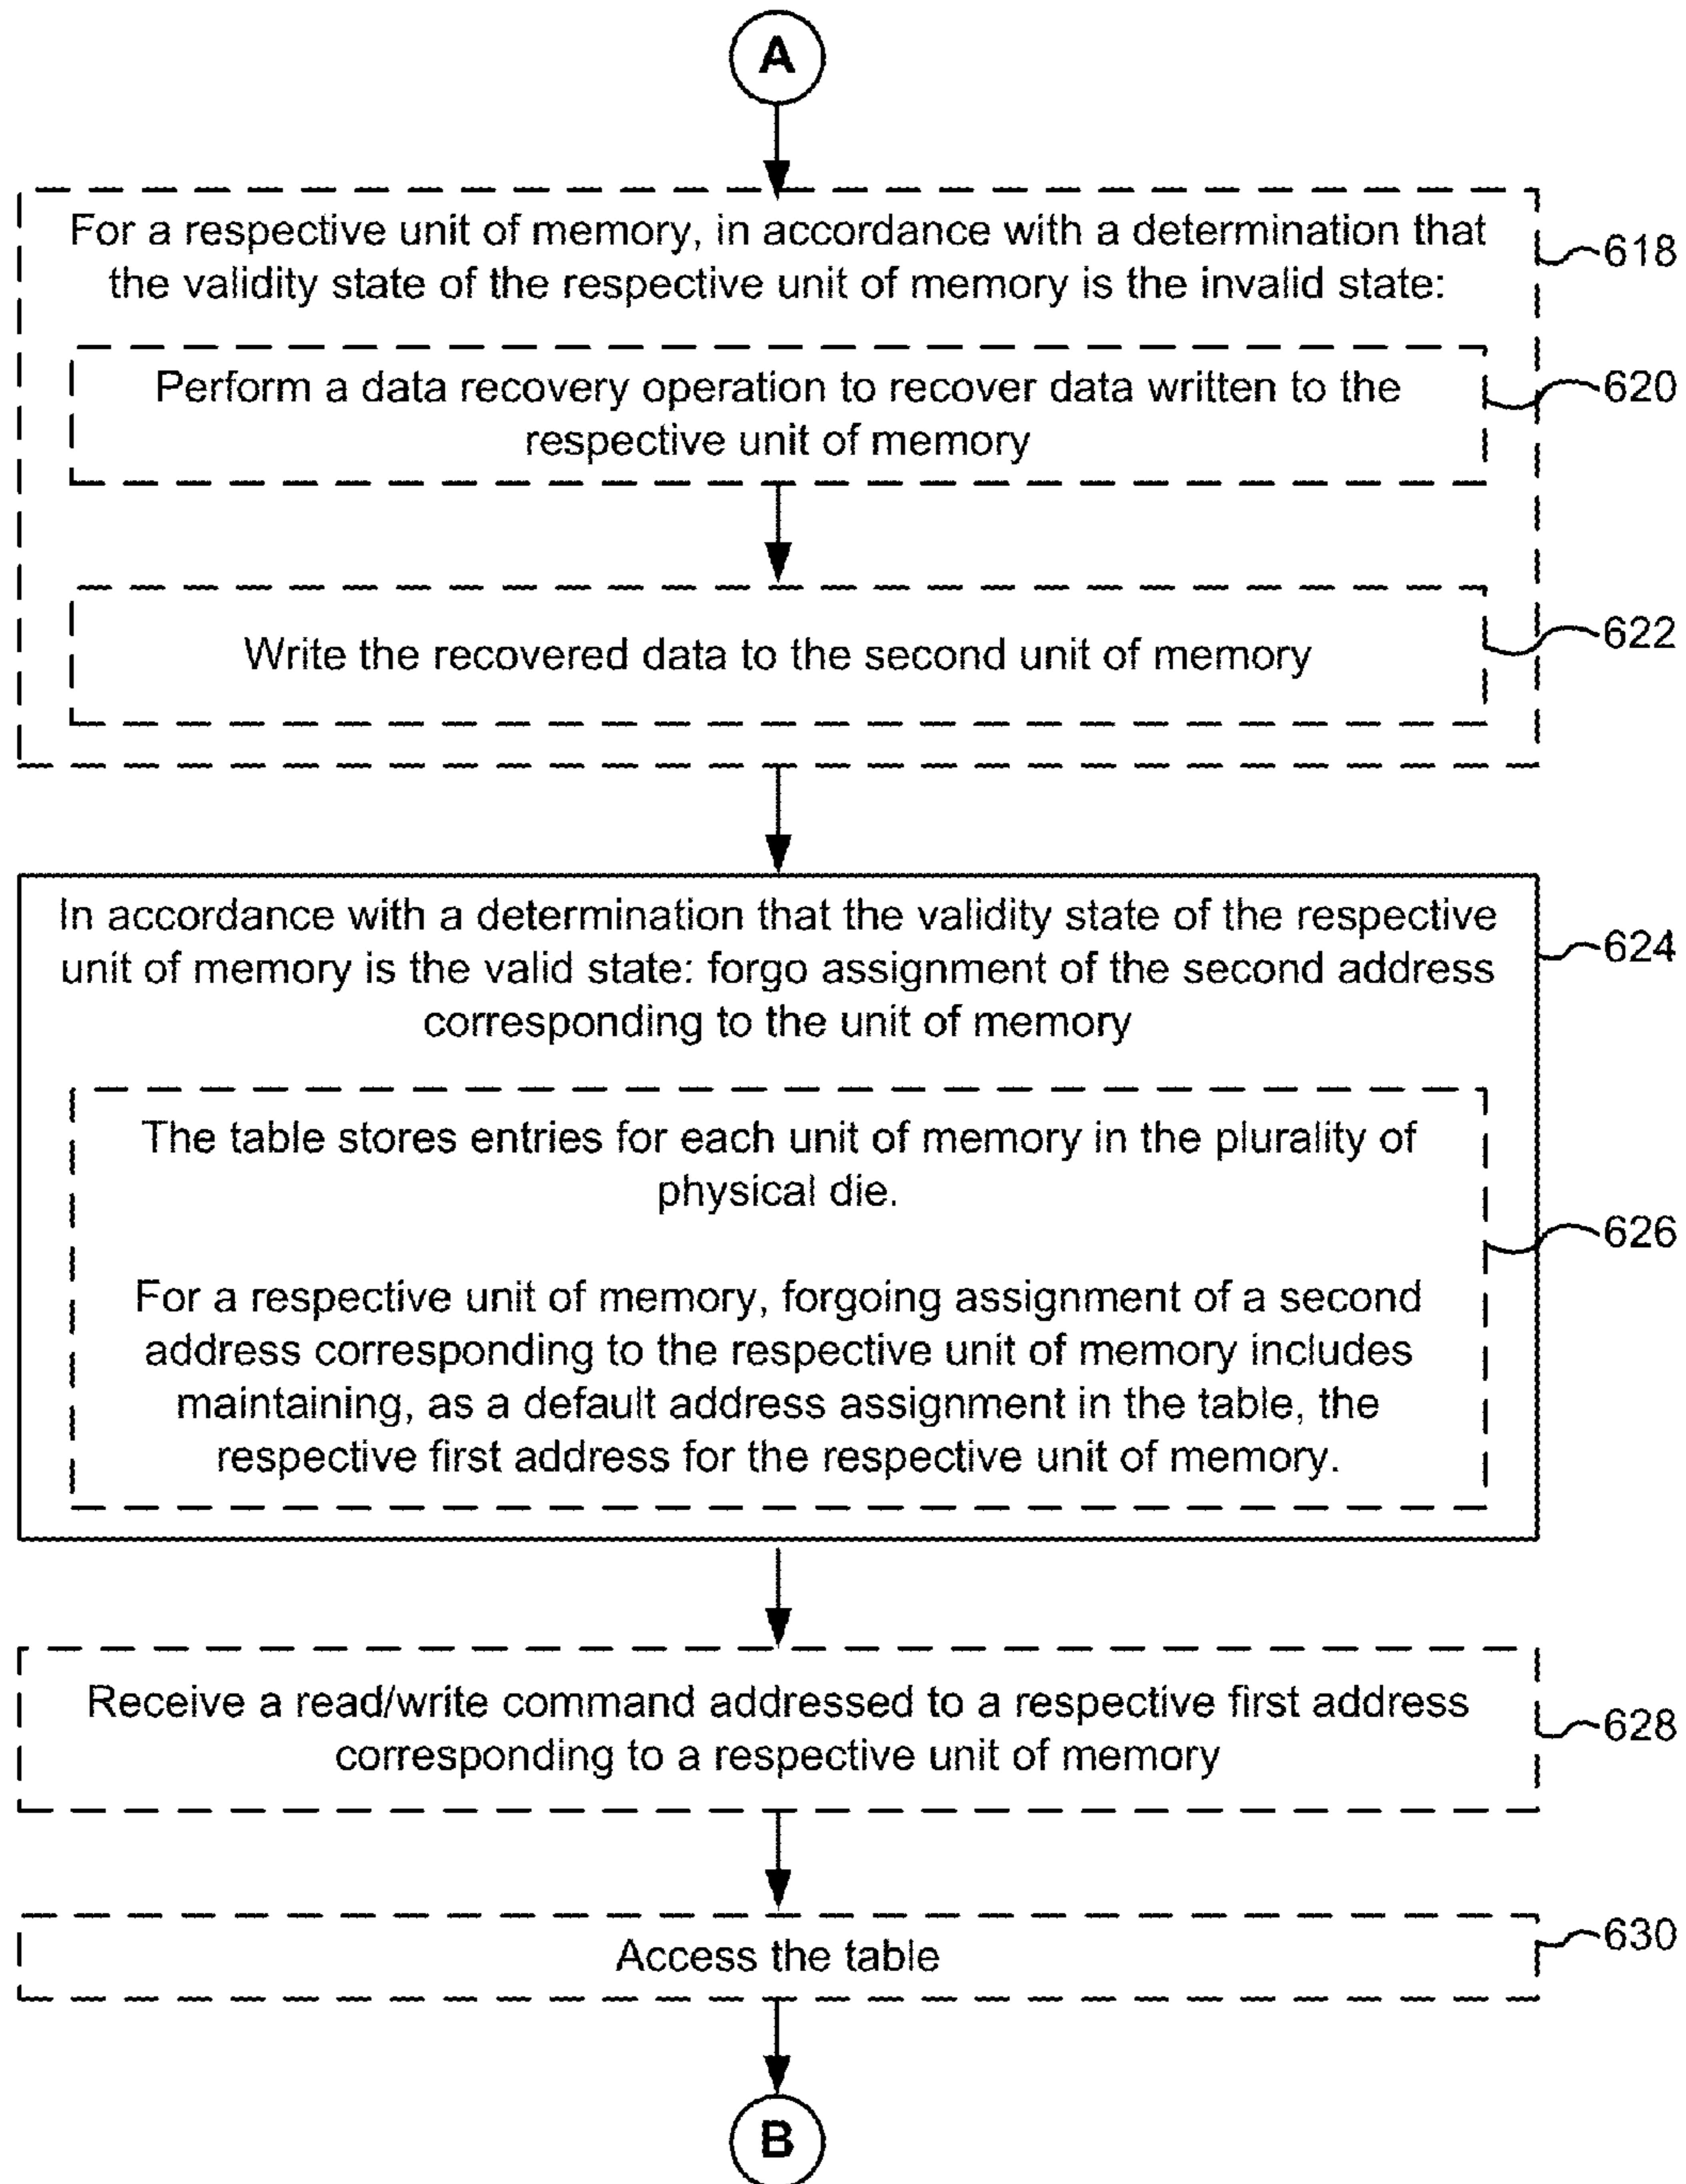 A
For a respective unit of memory, in accordance with a determination that
the validity state of the respective unit of memory is the invalid state:
618
Perform a data recovery operation to recover data written to the
respective unit of memory
620
Write the recovered data to the second unit of memory
622
In accordance with a determination that the validity state of the respective
unit of memory is the valid state: forgo assignment of the second address
corresponding to the unit of memory
624
The table stores entries for each unit of memory in the plurality of
physical die.
For a respective unit of memory, forgoing assignment of a second
address corresponding to the respective unit of memory includes
maintaining, as a default address assignment in the table, the
respective first address for the respective unit of memory.
626
Receive a read/write command addressed to a respective first address
corresponding to a respective unit of memory
628
Access the table
630
B